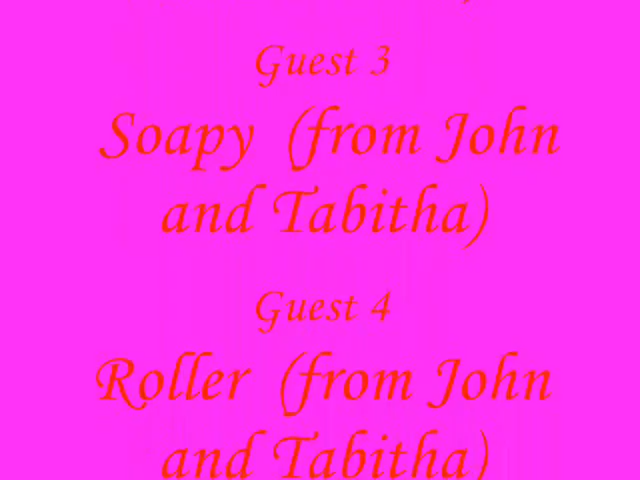 Guest 3
Soapy (from John
and Tabitha)
Guest 4
Roller (from John
and Tabitha)